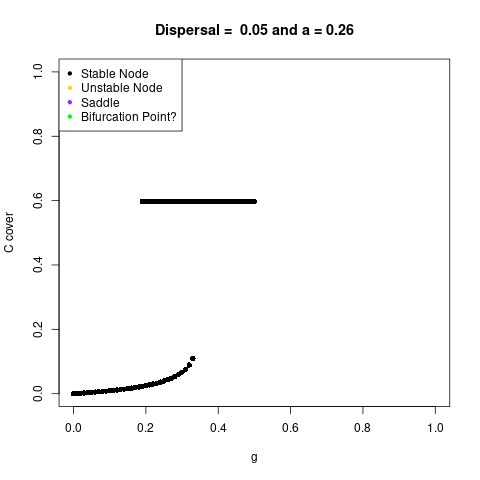 Dispersal =  0.05 and a = 0.26
Stable Node
Unstable Node
Saddle
Bifurcation Point?
C cover
1.0
0.8
0.6
0.4
0.2
0.0
0.0 0.2 0.4 0.6 0.8 1.0
g